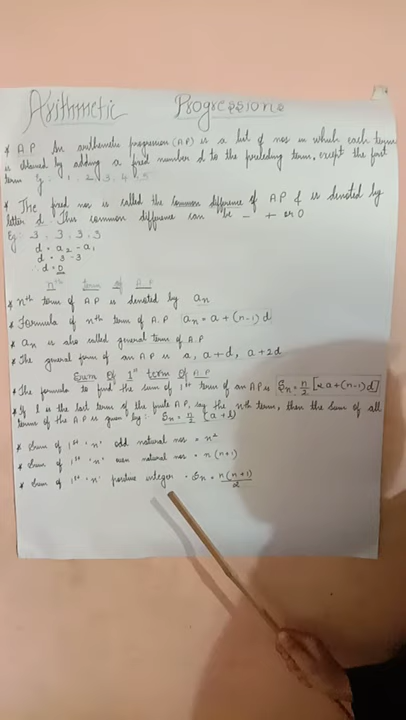 Arithmetic Progressions
* AP An arithmetic progression (AP) is a list of nos in which each term
is obtained by adding a fixed number d to the preceding term, except the first
term Eg: 1, 2, 3, 4, 5
* The fixed nos is called the common difference of AP & is denoted by
letter d. This common difference can be - + or 0
Eg: 3, 3, 3, 3
d = a₂ - a₁
d = 3 - 3
∴ d = 0
nth term of AP
* nth term of AP is denoted by an
* Formula of nth term of AP an = a + (n-1) d
* an is also called general term of AP
* The general form of an AP is a, a+d, a+2d
Sum Of 1st term Of AP
* The formula to find the sum of 1st term of an AP is Sn = n/2 [2a + (n-1)d]
* If l is the last term of the finite AP, say the nth term, then the sum of all
terms of the AP is given by:- Sn = n/2 [a + l]
* Sum of 1st 'n' odd natural nos = n²
* Sum of 1st 'n' even natural nos = n(n+1)
* Sum of 1st 'n' positive integer = Sn = n(n+1)/2